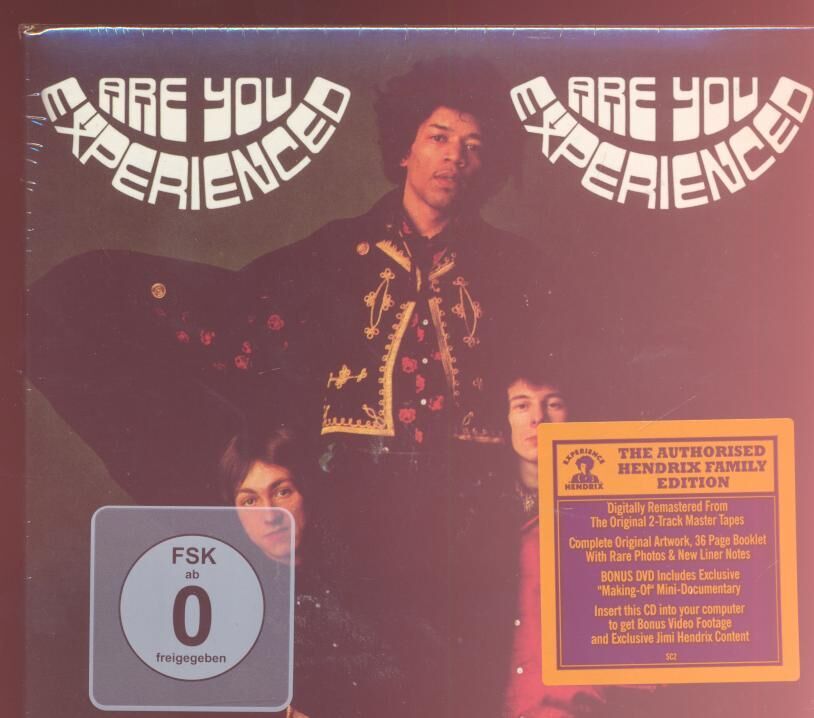 ARE YOU
EXPERIENCED
ARE YOU
EXPERIENCED
EXPERIENCE
HENDRIX
THE AUTHORISED
HENDRIX FAMILY
EDITION
Digitally Remastered From
The Original 2-Track Master Tapes
Complete Original Artwork, 36 Page Booklet
With Rare Photos & New Liner Notes
BONUS DVD Includes Exclusive
"Making-Of" Mini-Documentary
Insert this CD into your computer
to get Bonus Video Footage
and Exclusive Jimi Hendrix Content
SC2
FSK
ab
0
freigegeben